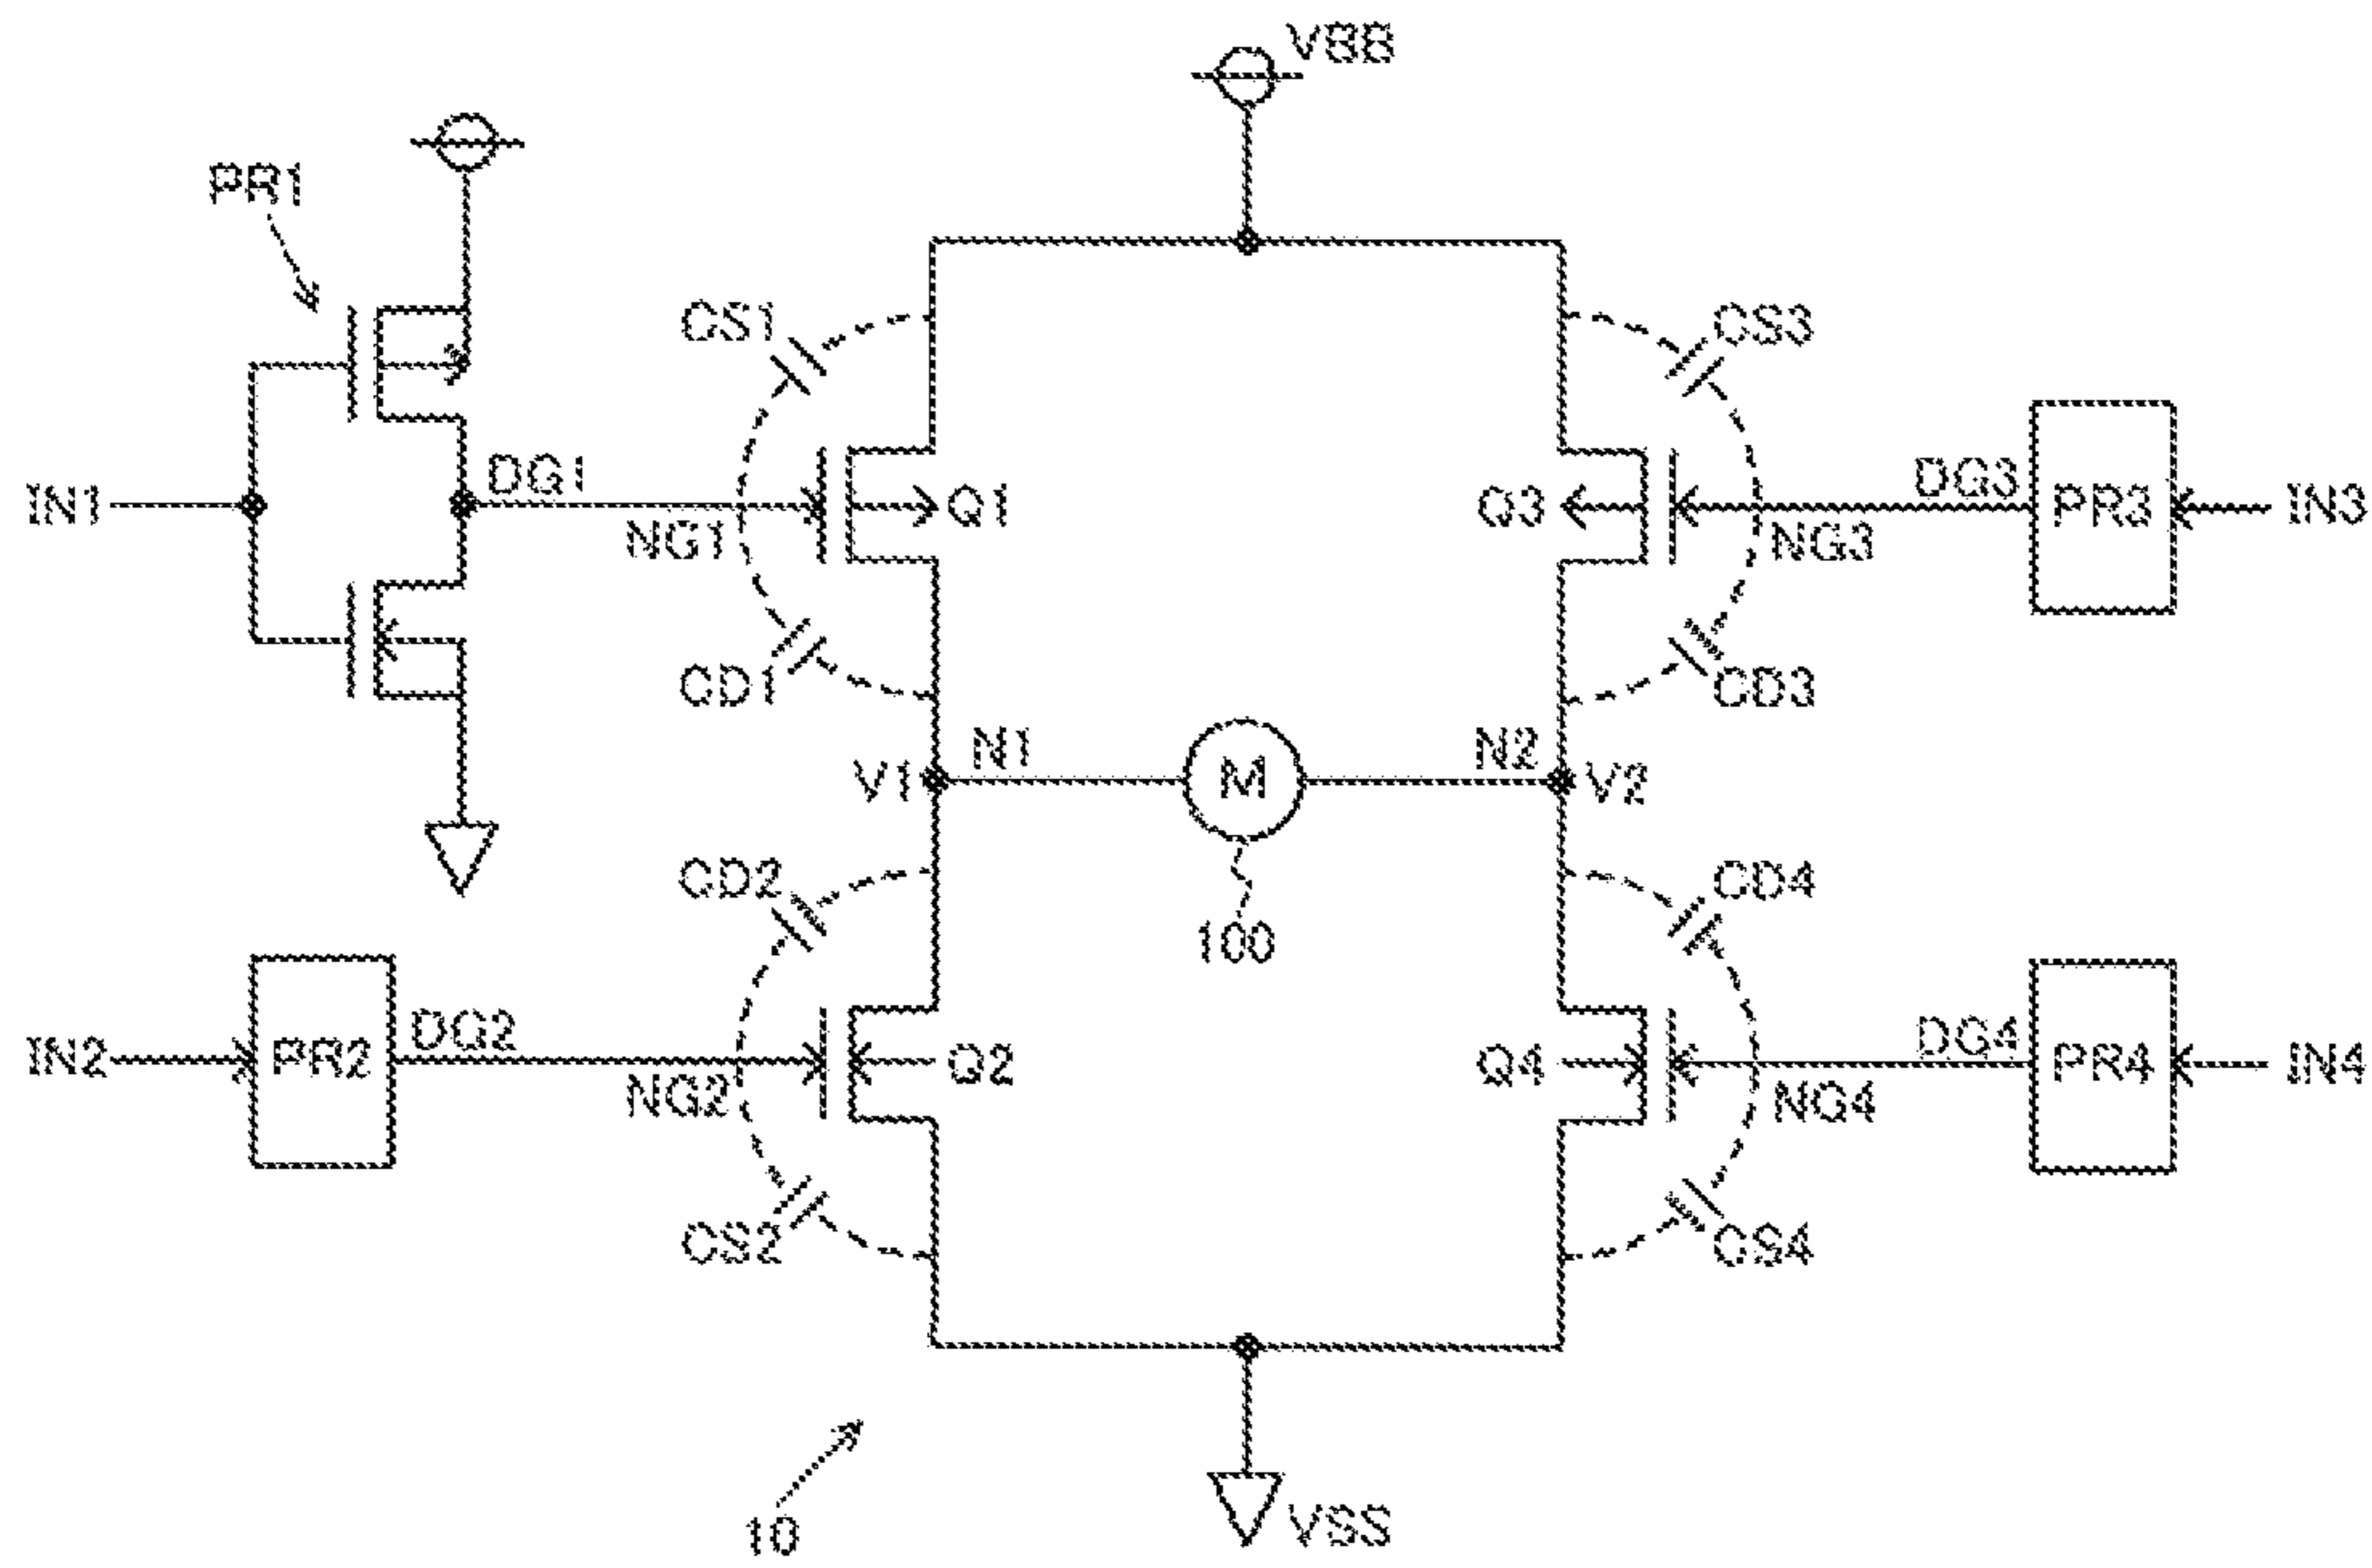 VBB
PR1
CS1
CS3
IN1
DG1
NG1
Q1
Q3
DG3
NG3
PR3
IN3
CD1
CD3
V1
N1
M
N2
V2
CD2
100
CD4
IN2
PR2
DG2
NG2
Q2
Q4
DG4
NG4
PR4
IN4
CS2
CS4
10
VSS